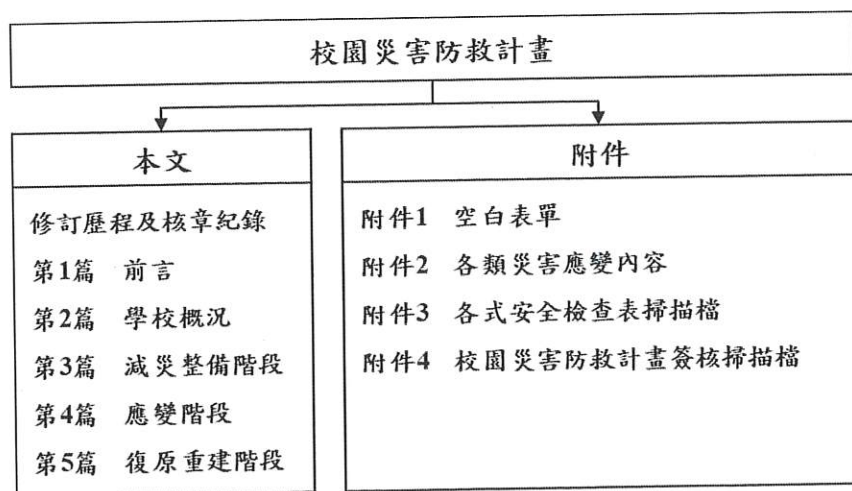 校園災害防救計畫
本文
修訂歷程及核章紀錄
第1篇 前言
第2篇 學校概況
第3篇 減災整備階段
第4篇 應變階段
第5篇 復原重建階段
附件
附件1 空白表單
附件2 各類災害應變內容
附件3 各式安全檢查表掃描檔
附件4 校園災害防救計畫簽核掃描檔